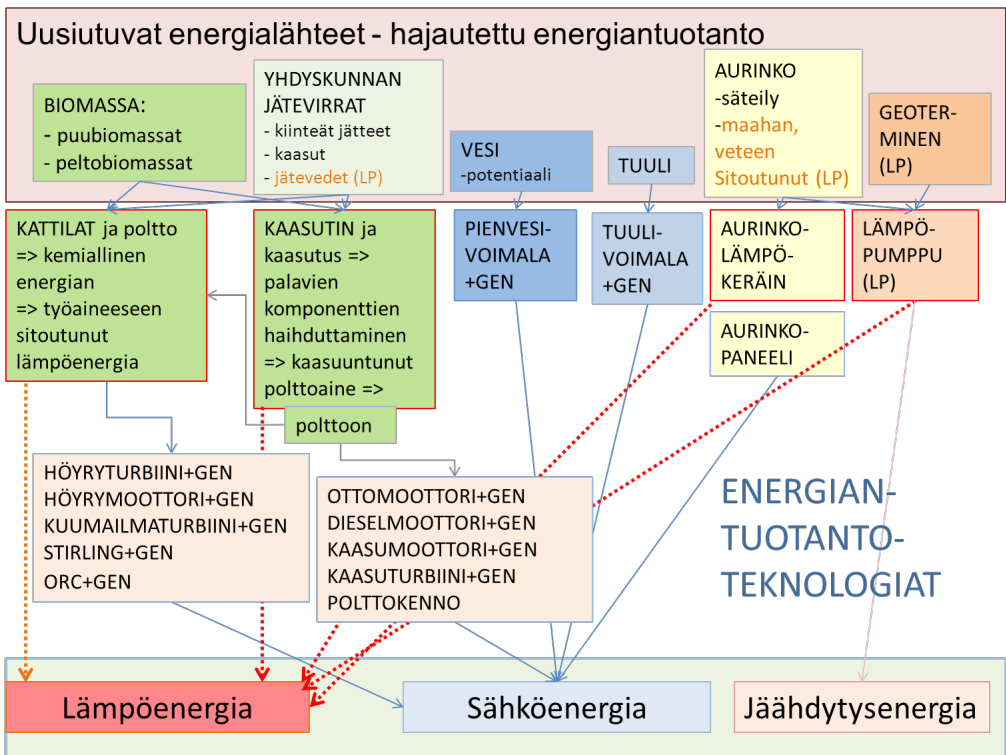 Uusiutuvat energialähteet - hajautettu energiantuotanto
BIOMASSA:
- puubiomassat
- peltobiomassat
YHDYSKUNNAN
JÄTEVIRRAT
- kiinteät jätteet
- kaasut
- jätevedet (LP)
VESI
-potentiaali
TUULI
AURINKO
-säteily
-maahan,
veteen
Sitoutunut (LP)
GEOTER-
MINEN
(LP)
KATTILAT ja poltto
=> kemiallinen
energian
=> työaineeseen
sitoutunut
lämpöenergia
KAASUTIN ja
kaasutus =>
palavien
komponenttien
haihduttaminen
=> kaasuuntunut
polttoaine =>
polttoon
PIENVESI-
VOIMALA
+GEN
TUULI-
VOIMALA
+GEN
AURINKO-
LÄMPÖ-
KERÄIN
LÄMPÖ-
PUMPPU
(LP)
AURINKO-
PANEELI
HÖYRYTURBIINI+GEN
HÖYRYMOOTTORI+GEN
KUUMAILMATURBIINI+GEN
STIRLING+GEN
ORC+GEN
OTTOMOOTTORI+GEN
DIESELMOOTTORI+GEN
KAASUMOOTTORI+GEN
KAASUTURBIINI+GEN
POLTTOKENNO
ENERGIAN-
TUOTANTO-
TEKNOLOGIAT
Lämpöenergia
Sähköenergia
Jäähdytysenergia